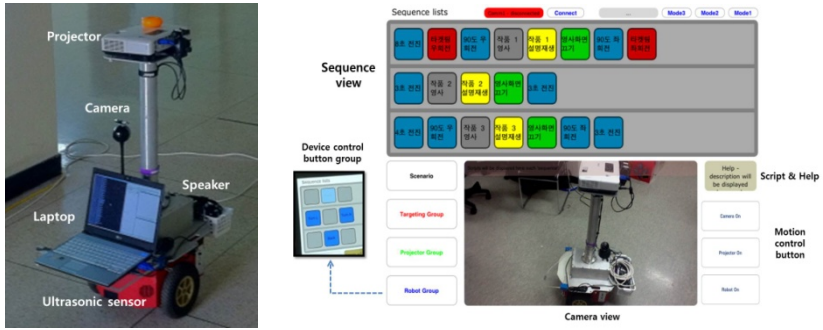 Projector
Camera
Speaker
Laptop
Ultrasonic sensor
Sequence lists
Connect
...
Mode3
Mode2
Mode1
Sequence
view
3초 전진
90도 우
회전
작품 1
영사
작품 1
설명재생
영사화면
끄기
90도 좌
회전
3초 전진
작품 2
영사
작품 2
설명재생
영사화면
끄기
3초 전진
4초 전진
90도 우
회전
작품 3
영사
작품 3
설명재생
영사화면
끄기
90도 좌
회전
3초 전진
Device control
button group
Sequence lists
Scenario
Targeting Group
Projector Group
Robot Group
Help –
description will
be displayed
Script & Help
Camera On
Projector On
Robot On
Motion
control
button
Camera view